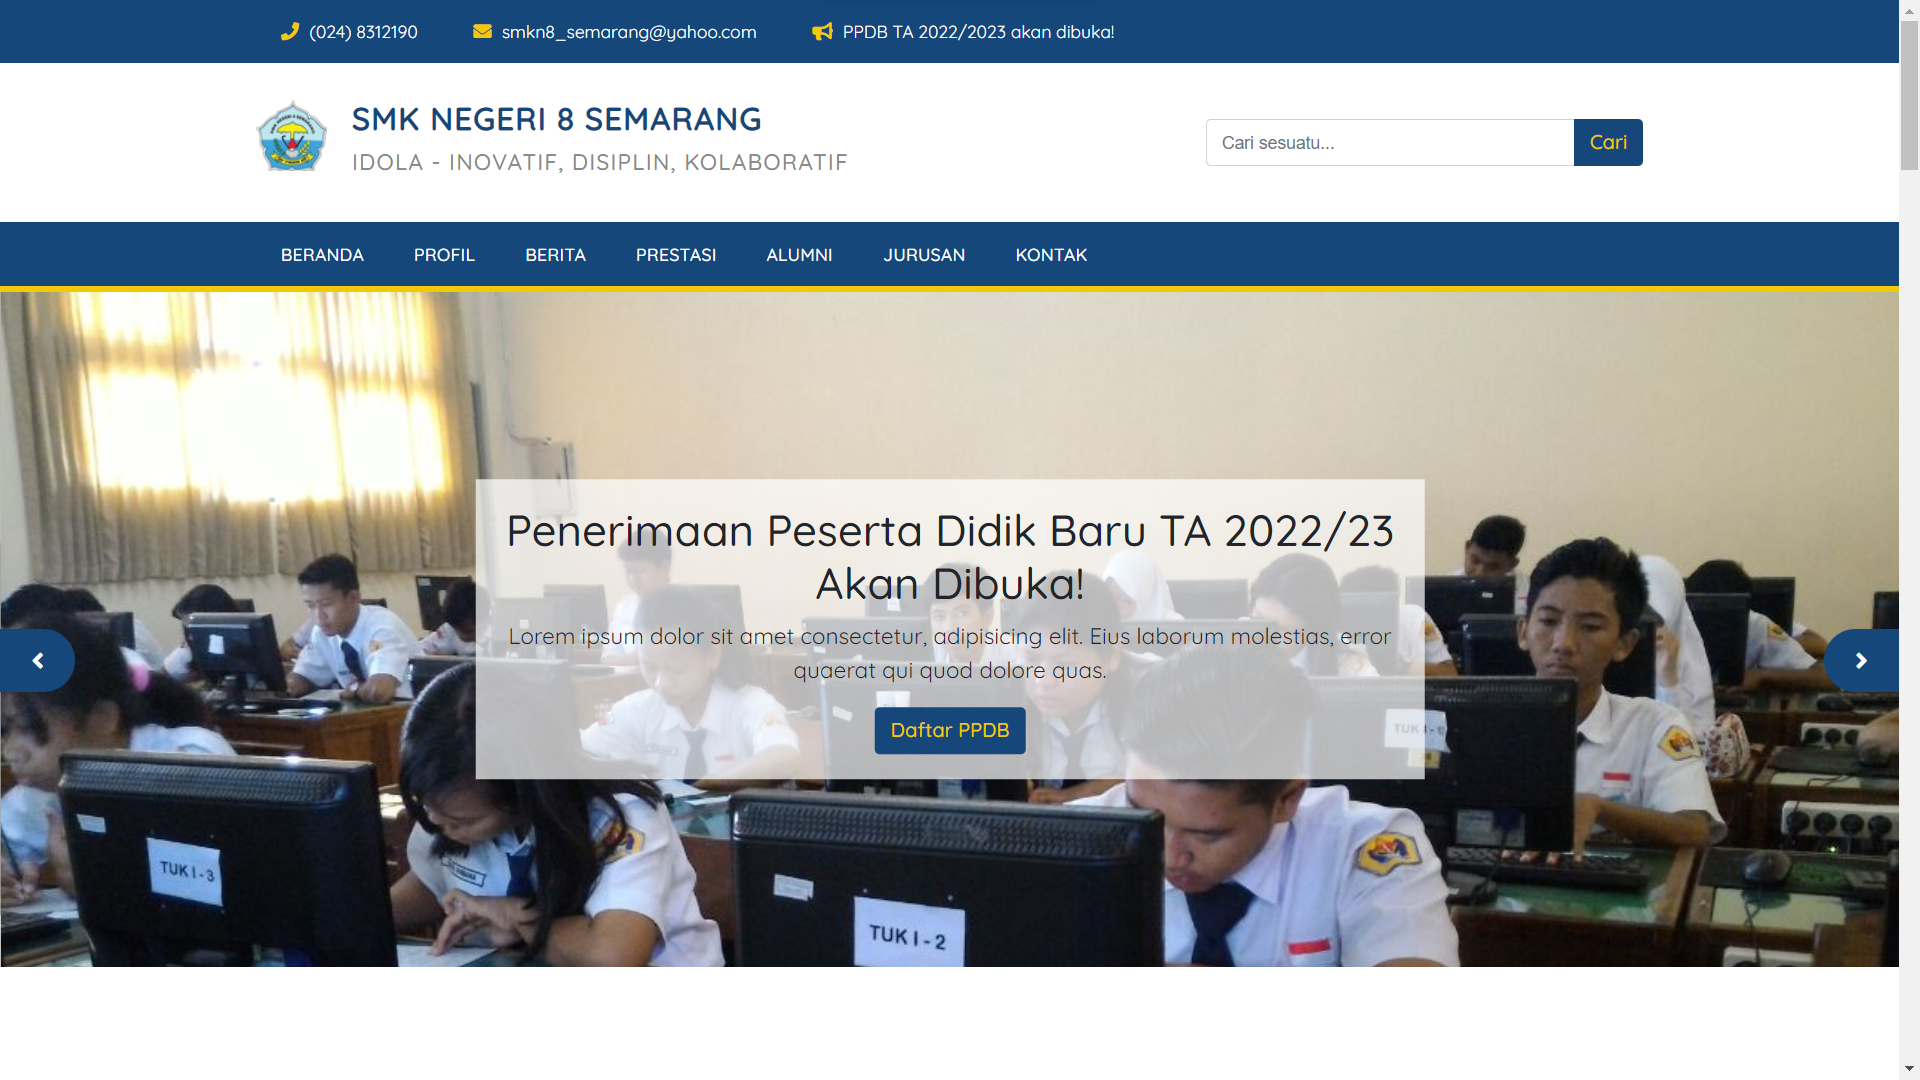 (024) 8312190
smkn8_semarang@yahoo.com
PPDB TA 2022/2023 akan dibuka!
SMK NEGERI 8 SEMARANG
IDOLA - INOVATIF, DISIPLIN, KOLABORATIF
Cari sesuatu...
Cari
BERANDA
PROFIL
BERITA
PRESTASI
ALUMNI
JURUSAN
KONTAK
Penerimaan Peserta Didik Baru TA 2022/23
Akan Dibuka!
Lorem ipsum dolor sit amet consectetur, adipisicing elit. Eius laborum molestias, error
quaerat qui quod dolore quas.
Daftar PPDB
TUK I - 3
TUK I - 2